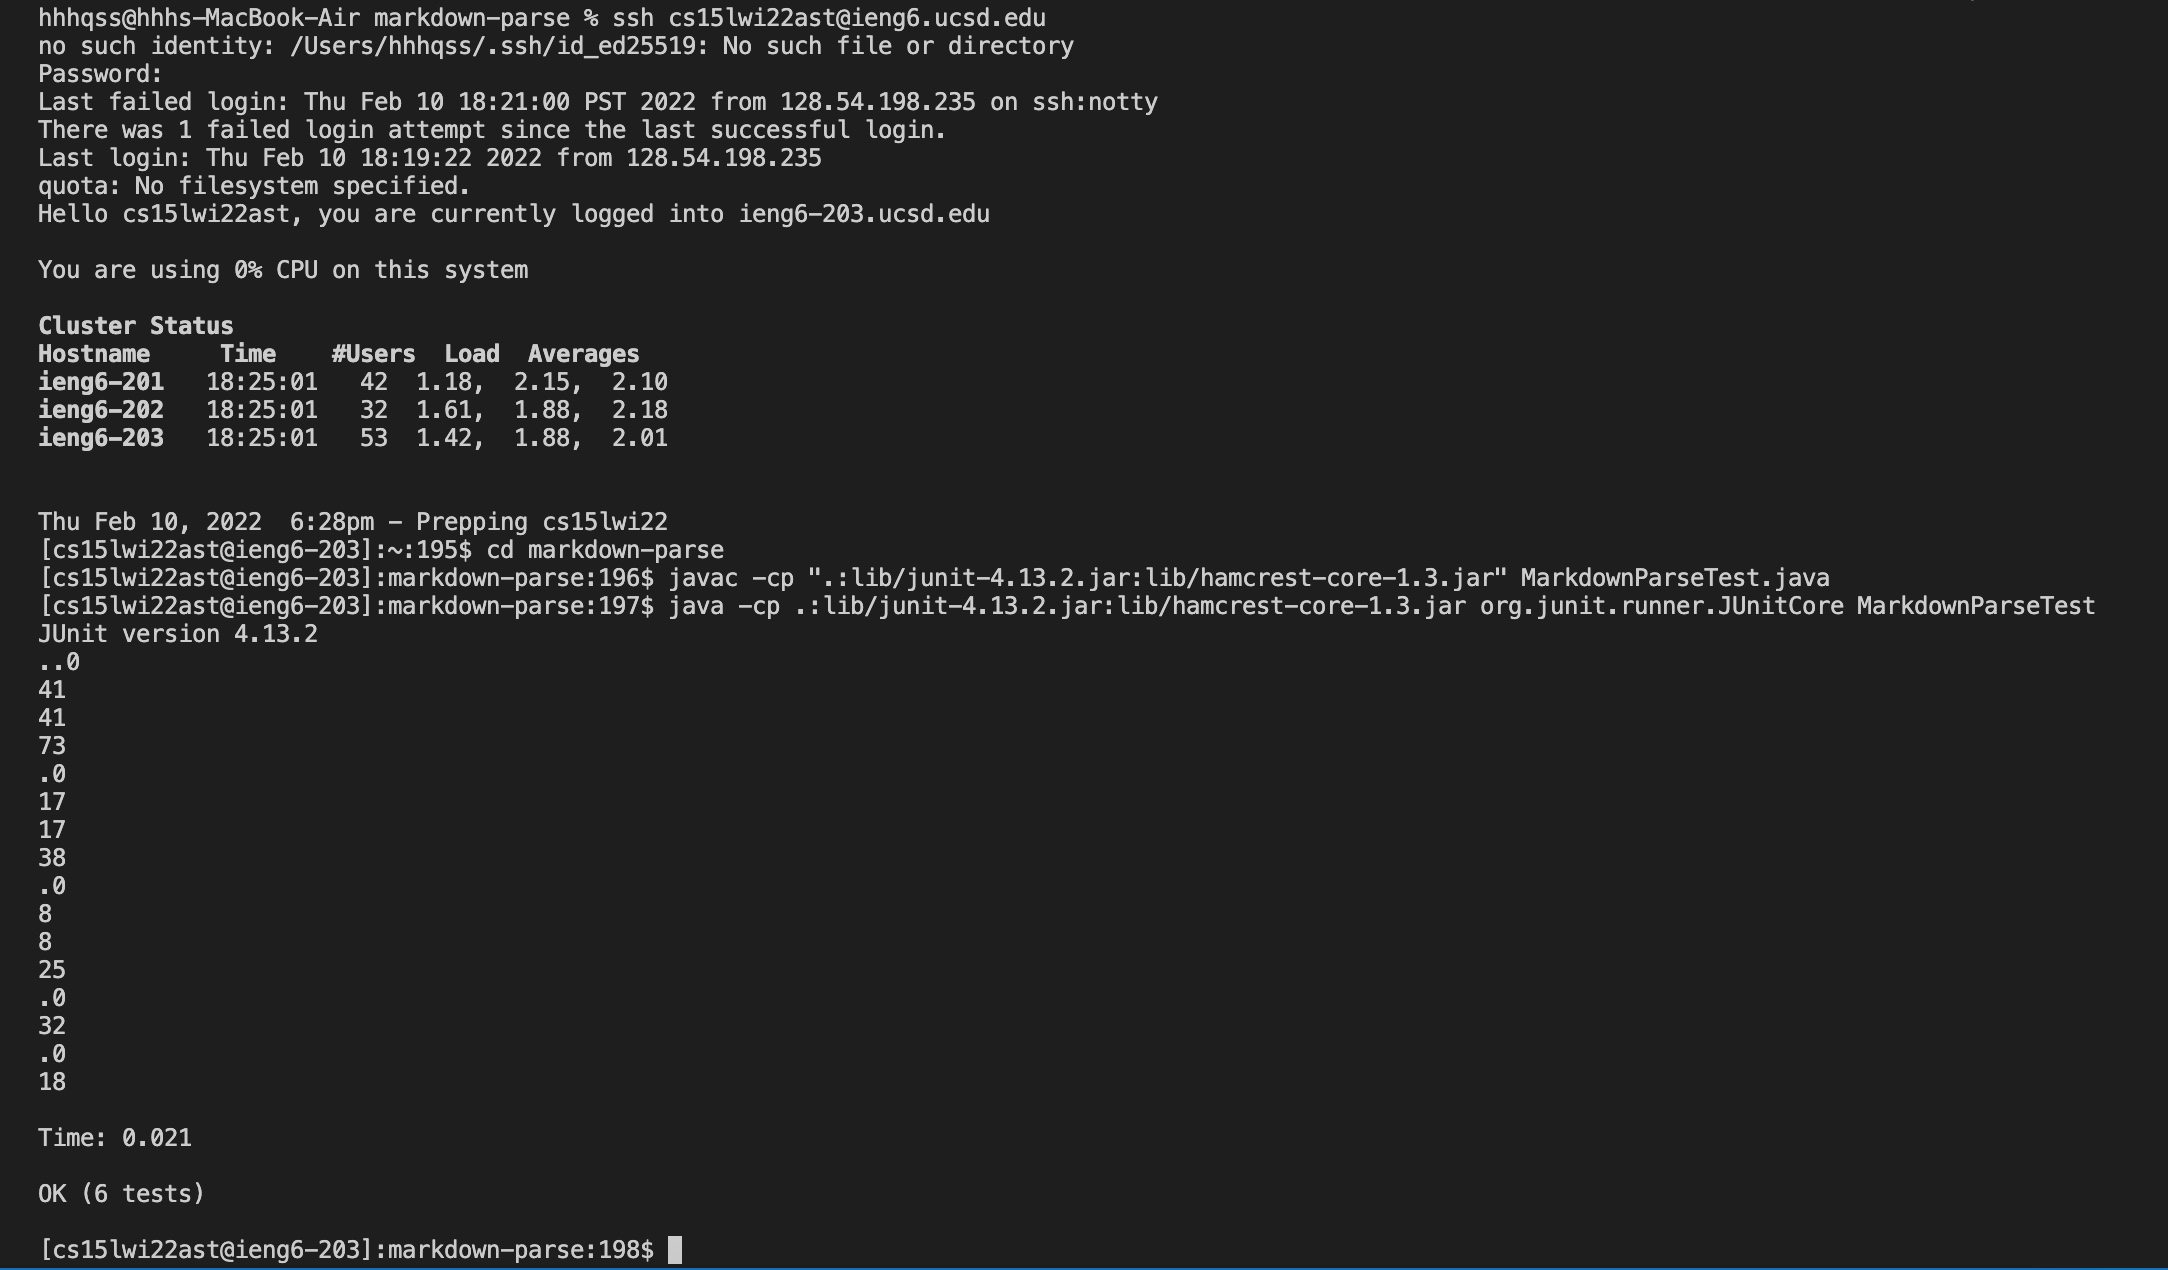 hhhqss@hhhs-MacBook-Air markdown-parse % ssh cs15lwi22ast@ieng6.ucsd.edu
no such identity: /Users/hhhqss/.ssh/id_ed25519: No such file or directory
Password:
Last failed login: Thu Feb 10 18:21:00 PST 2022 from 128.54.198.235 on ssh:notty
There was 1 failed login attempt since the last successful login.
Last login: Thu Feb 10 18:19:22 2022 from 128.54.198.235
quota: No filesystem specified.
Hello cs15lwi22ast, you are currently logged into ieng6-203.ucsd.edu
You are using 0% CPU on this system
Cluster Status
Hostname     Time    #Users  Load  Averages
ieng6-201   18:25:01   42  1.18,  2.15,  2.10
ieng6-202   18:25:01   32  1.61,  1.88,  2.18
ieng6-203   18:25:01   53  1.42,  1.88,  2.01
Thu Feb 10, 2022  6:28pm - Prepping cs15lwi22
[cs15lwi22ast@ieng6-203]:~:195$ cd markdown-parse
[cs15lwi22ast@ieng6-203]:markdown-parse:196$ javac -cp ".:lib/junit-4.13.2.jar:lib/hamcrest-core-1.3.jar" MarkdownParseTest.java
[cs15lwi22ast@ieng6-203]:markdown-parse:197$ java -cp .:lib/junit-4.13.2.jar:lib/hamcrest-core-1.3.jar org.junit.runner.JUnitCore MarkdownParseTest
JUnit version 4.13.2
..0
41
41
73
.0
17
17
38
.0
8
8
25
.0
32
.0
18
Time: 0.021
OK (6 tests)
[cs15lwi22ast@ieng6-203]:markdown-parse:198$